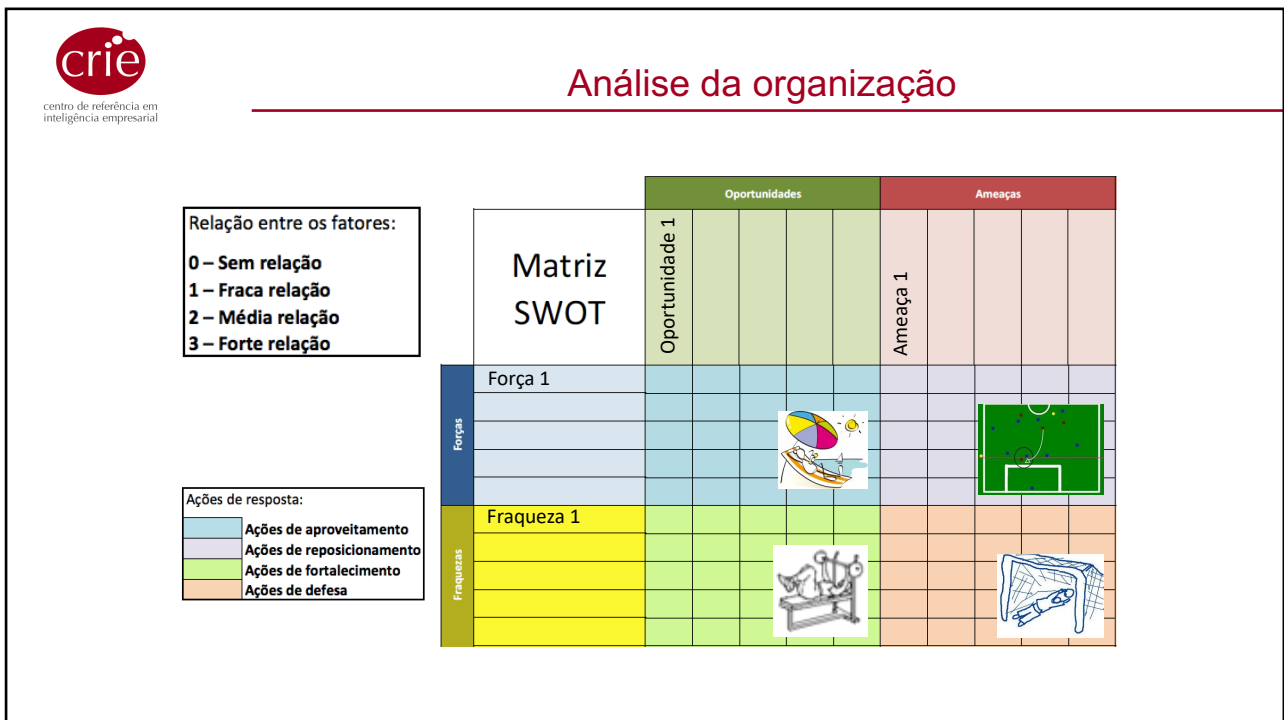 crie
centro de referência em
inteligência empresarial
Análise da organização
Relação entre os fatores:
0 – Sem relação
1 – Fraca relação
2 – Média relação
3 – Forte relação
Matriz
SWOT
Oportunidades
Ameaças
Oportunidade 1
Ameaça 1
Forças
Força 1
Ações de resposta:
Ações de aproveitamento
Ações de reposicionamento
Ações de fortalecimento
Ações de defesa
Fraquezas
Fraqueza 1